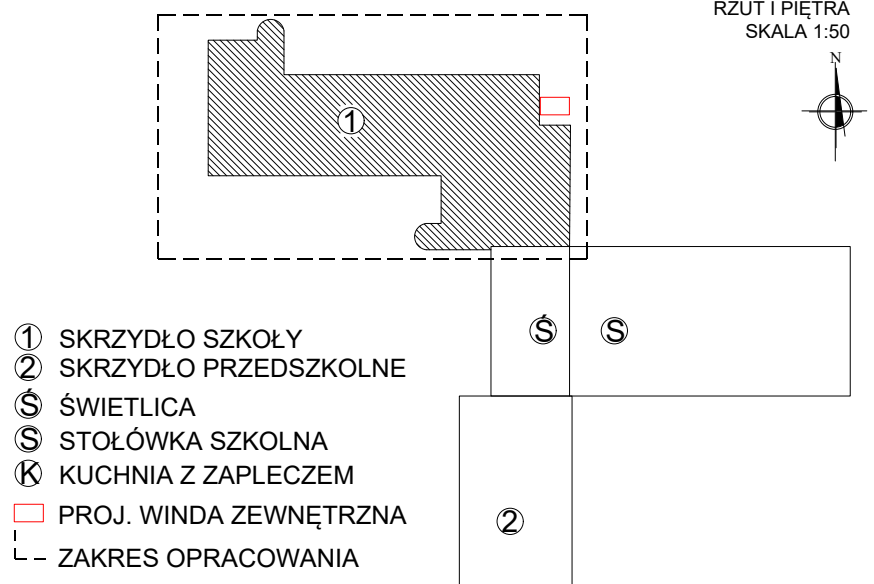 RZUT I PIĘTRA
SKALA 1:50
N
1
Ś
S
2
1 SKRZYDŁO SZKOŁY
2 SKRZYDŁO PRZEDSZKOLNE
Ś ŚWIETLICA
S STOŁÓWKA SZKOLNA
K KUCHNIA Z ZAPLECZEM
PROJ. WINDA ZEWNĘTRZNA
ZAKRES OPRACOWANIA